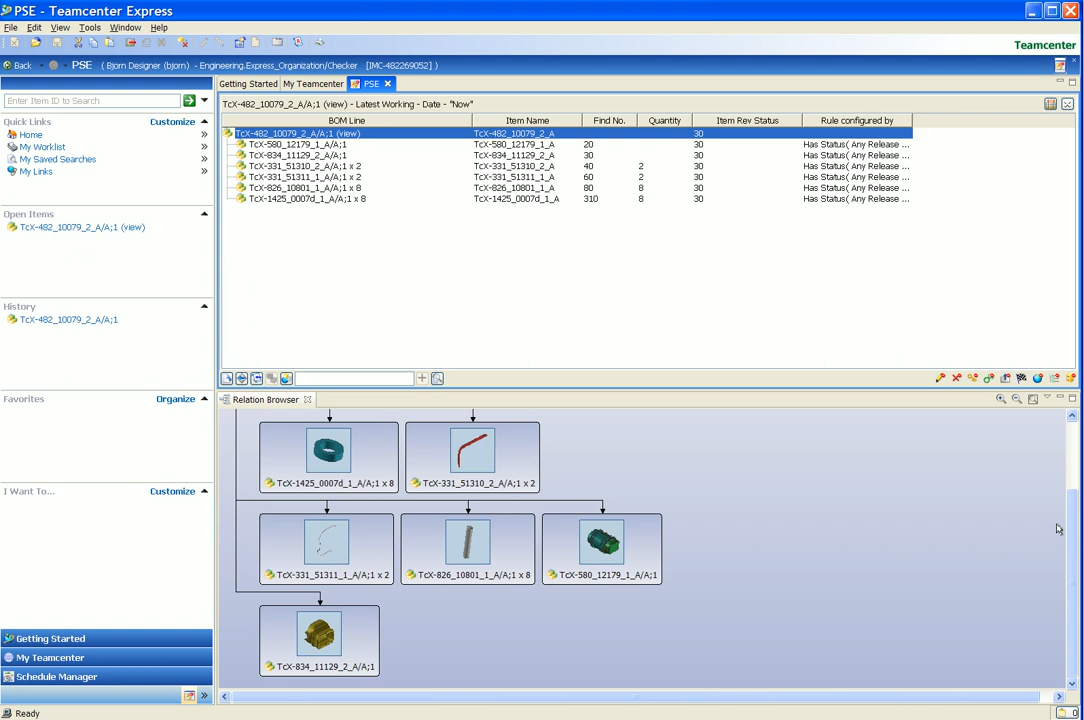 PSE - Teamcenter Express
File Edit View Tools Window Help
Teamcenter
Back PSE ( Bjorn Designer (bjorn) - Engineering.Express_Organization/Checker [IMC-482269052] )
Getting Started My Teamcenter PSE
Enter Item ID to Search
Quick Links Customize
Home
My Worklist
My Saved Searches
My Links
Open Items
TcX-482_10079_2_A/A;1 (view)
History
TcX-482_10079_2_A/A;1
Favorites Organize
I Want To... Customize
Getting Started
My Teamcenter
Schedule Manager
TcX-482_10079_2_A/A;1 (view) - Latest Working - Date - "Now"
BOM Line Item Name Find No. Quantity Item Rev Status Rule configured by
TcX-482_10079_2_A/A;1 (view) TcX-482_10079_2_A 30
TcX-580_12179_1_A/A;1 TcX-580_12179_1_A 20 30 Has Status( Any Release ...
TcX-834_11129_2_A/A;1 TcX-834_11129_2_A 30 30 Has Status( Any Release ...
TcX-331_51310_2_A/A;1 x 2 TcX-331_51310_2_A 40 2 30 Has Status( Any Release ...
TcX-331_51311_1_A/A;1 x 2 TcX-331_51311_1_A 60 2 30 Has Status( Any Release ...
TcX-826_10801_1_A/A;1 x 8 TcX-826_10801_1_A 80 8 30 Has Status( Any Release ...
TcX-1425_0007d_1_A/A;1 x 8 TcX-1425_0007d_1_A 310 8 30 Has Status( Any Release ...
Relation Browser
TcX-1425_0007d_1_A/A;1 x 8 TcX-331_51310_2_A/A;1 x 2
TcX-331_51311_1_A/A;1 x 2 TcX-826_10801_1_A/A;1 x 8 TcX-580_12179_1_A/A;1
TcX-834_11129_2_A/A;1
Ready 0